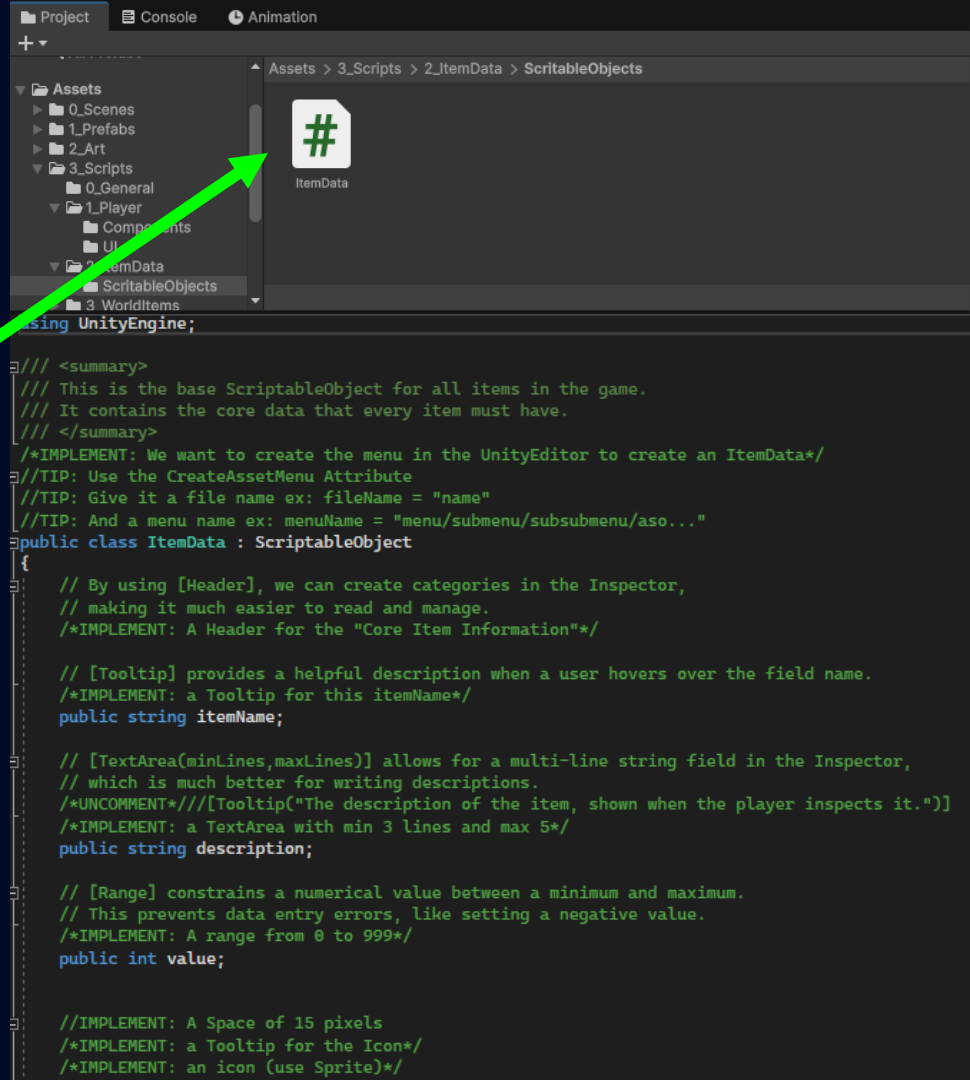 Project Console Animation
Assets > 3_Scripts > 2_ItemData > ScritableObjects
Assets
0_Scenes
1_Prefabs
2_Art
3_Scripts
0_General
1_Player
Components
UI
2_ItemData
ScritableObjects
3_WorldItems
ItemData
using UnityEngine;
/// <summary>
/// This is the base ScriptableObject for all items in the game.
/// It contains the core data that every item must have.
/// </summary>
/*IMPLEMENT: We want to create the menu in the UnityEditor to create an ItemData*/
//TIP: Use the CreateAssetMenu Attribute
//TIP: Give it a file name ex: fileName = "name"
//TIP: And a menu name ex: menuName = "menu/submenu/subsubmenu/aso..."
public class ItemData : ScriptableObject
{
// By using [Header], we can create categories in the Inspector,
// making it much easier to read and manage.
/*IMPLEMENT: A Header for the "Core Item Information"*/
// [Tooltip] provides a helpful description when a user hovers over the field name.
/*IMPLEMENT: a Tooltip for this itemName*/
public string itemName;
// [TextArea(minLines,maxLines)] allows for a multi-line string field in the Inspector,
// which is much better for writing descriptions.
/*UNCOMMENT*///[Tooltip("The description of the item, shown when the player inspects it.")]
/*IMPLEMENT: a TextArea with min 3 lines and max 5*/
public string description;
// [Range] constrains a numerical value between a minimum and maximum.
// This prevents data entry errors, like setting a negative value.
/*IMPLEMENT: A range from 0 to 999*/
public int value;
//IMPLEMENT: A Space of 15 pixels
/*IMPLEMENT: a Tooltip for the Icon*/
/*IMPLEMENT: an icon (use Sprite)*/